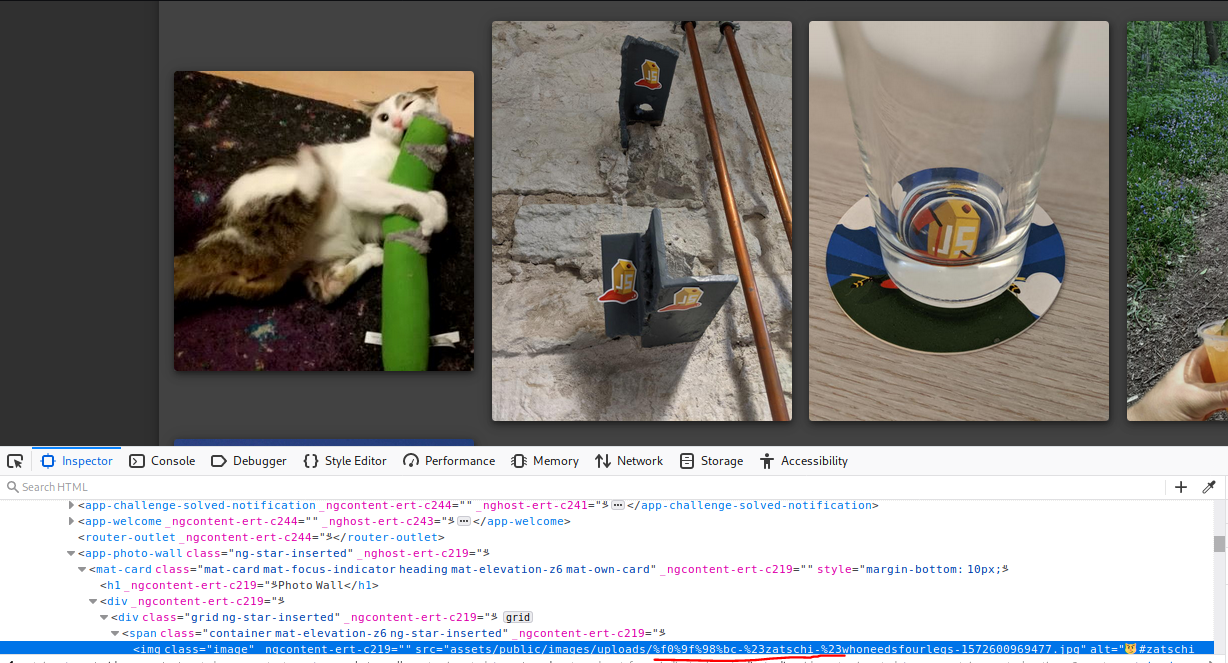 JS
JS
JS
JS
Inspector Console Debugger {} Style Editor Performance Memory Network Storage Accessibility
Search HTML
<app-challenge-solved-notification _ngcontent-ert-c244="" _nghost-ert-c241=" </app-challenge-solved-notification>
<app-welcome _ngcontent-ert-c244="" _nghost-ert-c243=" </app-welcome>
<router-outlet _ngcontent-ert-c244=" </router-outlet>
<app-photo-wall class="ng-star-inserted" _nghost-ert-c219="
<mat-card class="mat-card mat-focus-indicator heading mat-elevation-z6 mat-own-card" _ngcontent-ert-c219="" style="margin-bottom: 10px;
<h1 _ngcontent-ert-c219=" Photo Wall</h1>
<div _ngcontent-ert-c219="
<div class="grid ng-star-inserted" _ngcontent-ert-c219=" grid
<span class="container mat-elevation-z6 ng-star-inserted" _ngcontent-ert-c219="
<img class="image" _ngcontent-ert-c219="" src="assets/public/images/uploads/%f0%9f%98%bc-%23zatschi-%23whoneedsfourlegs-1572600969477.jpg" alt="😼 #zatschi